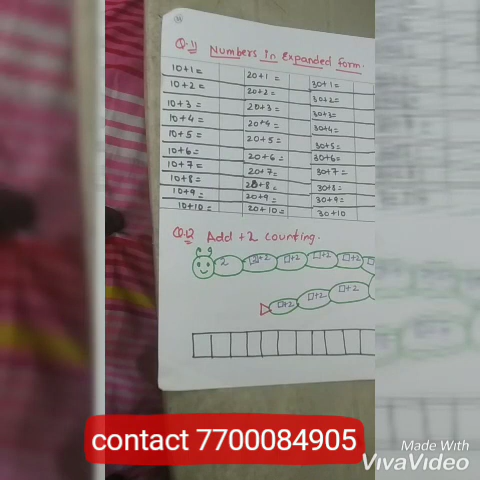 Q.1) Numbers in Expanded form.
10+1= 20+1= 30+1=
10+2= 20+2= 30+2=
10+3= 20+3= 30+3=
10+4= 20+4= 30+4=
10+5= 20+5= 30+5=
10+6= 20+6= 30+6=
10+7= 20+7= 30+7=
10+8= 20+8= 30+8=
10+9= 20+9= 30+9=
10+10= 20+10= 30+10
Q.2 Add +2 counting.
2 □+2 □+2 □+2 □+2
□+2 □+2 □+2
contact 7700084905
Made With
VivaVideo